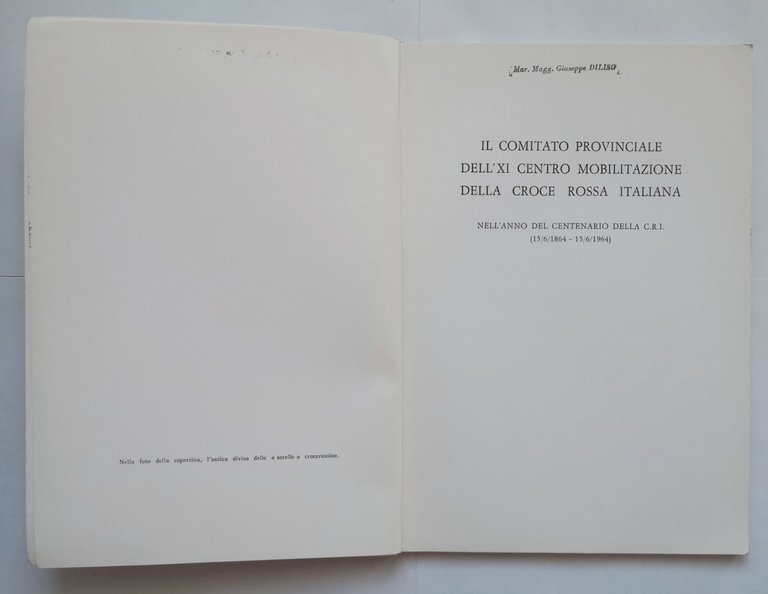 Nella foto della copertina, l'antica divisa delle « sorelle » crocerossine.
Mar. Magg. Giuseppe DILISO
IL COMITATO PROVINCIALE
DELL'XI CENTRO MOBILITAZIONE
DELLA CROCE ROSSA ITALIANA
NELL'ANNO DEL CENTENARIO DELLA C.R.I.
(15/6/1864 - 15/6/1964)